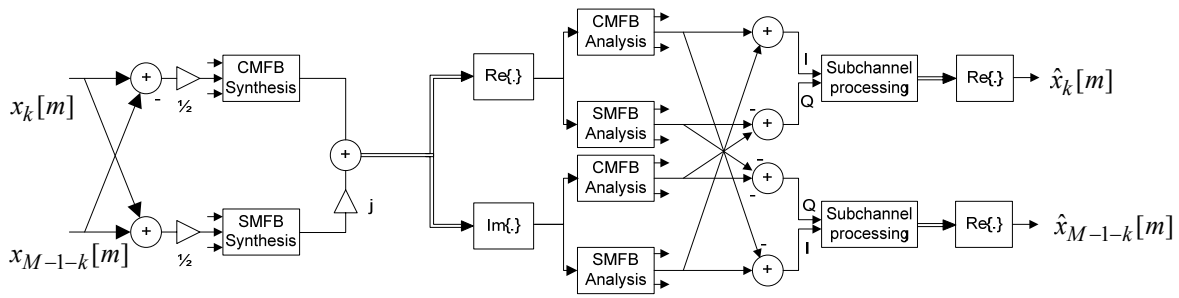 x_k[m]
x_{M-1-k}[m]
+
-
½
+
½
CMFB
Synthesis
SMFB
Synthesis
+
j
Re{.}
Im{.}
CMFB
Analysis
SMFB
Analysis
CMFB
Analysis
SMFB
Analysis
+
-
+
-
-
+
-
+
I
Q
Q
I
Subchannel
processing
Subchannel
processing
Re{.}
Re{.}
x̂_k[m]
x̂_{M-1-k}[m]